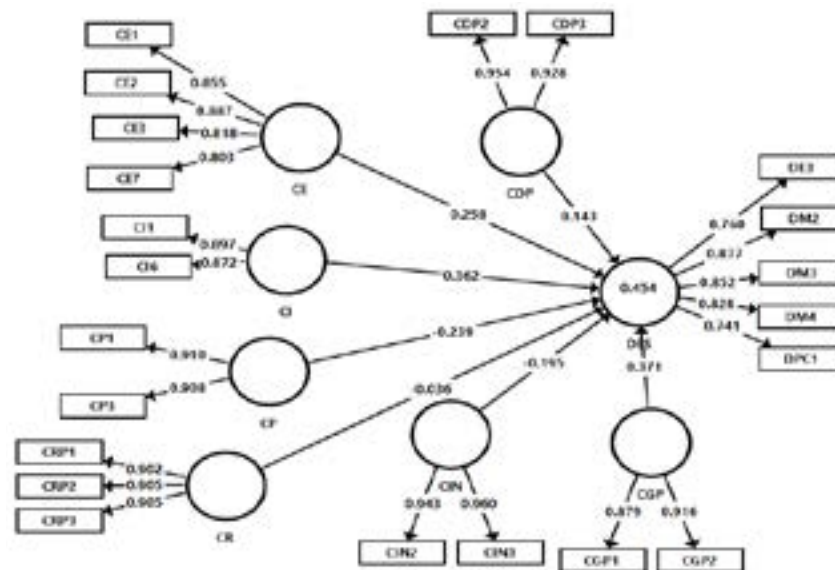 CE1
0.855
CE2
0.887
CE3
0.818
CE7
0.803
CE
CDP2
CDP3
0.954
0.928
CDP
0.258
0.143
CI1
0.897
CI6
0.872
CI
0.362
DE3
DM2
0.852
DM3
0.828
DM4
0.741
DPC1
0.454
CP1
0.910
CP3
0.908
CP
-0.239
-0.036
-0.195
0.371
CRP1
0.902
CRP2
0.905
CRP3
0.905
CR
CIN
0.943
0.960
CIN2
CIN3
CGP
0.879
0.916
CGP1
CGP2